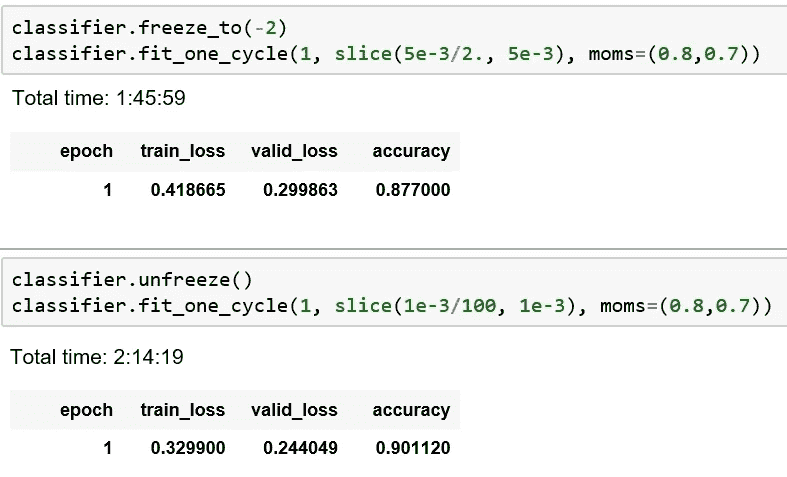 classifier.freeze_to(-2)
classifier.fit_one_cycle(1, slice(5e-3/2., 5e-3), moms=(0.8,0.7))
Total time: 1:45:59
epoch train_loss valid_loss accuracy
1 0.418665 0.299863 0.877000
classifier.unfreeze()
classifier.fit_one_cycle(1, slice(1e-3/100, 1e-3), moms=(0.8,0.7))
Total time: 2:14:19
epoch train_loss valid_loss accuracy
1 0.329900 0.244049 0.901120